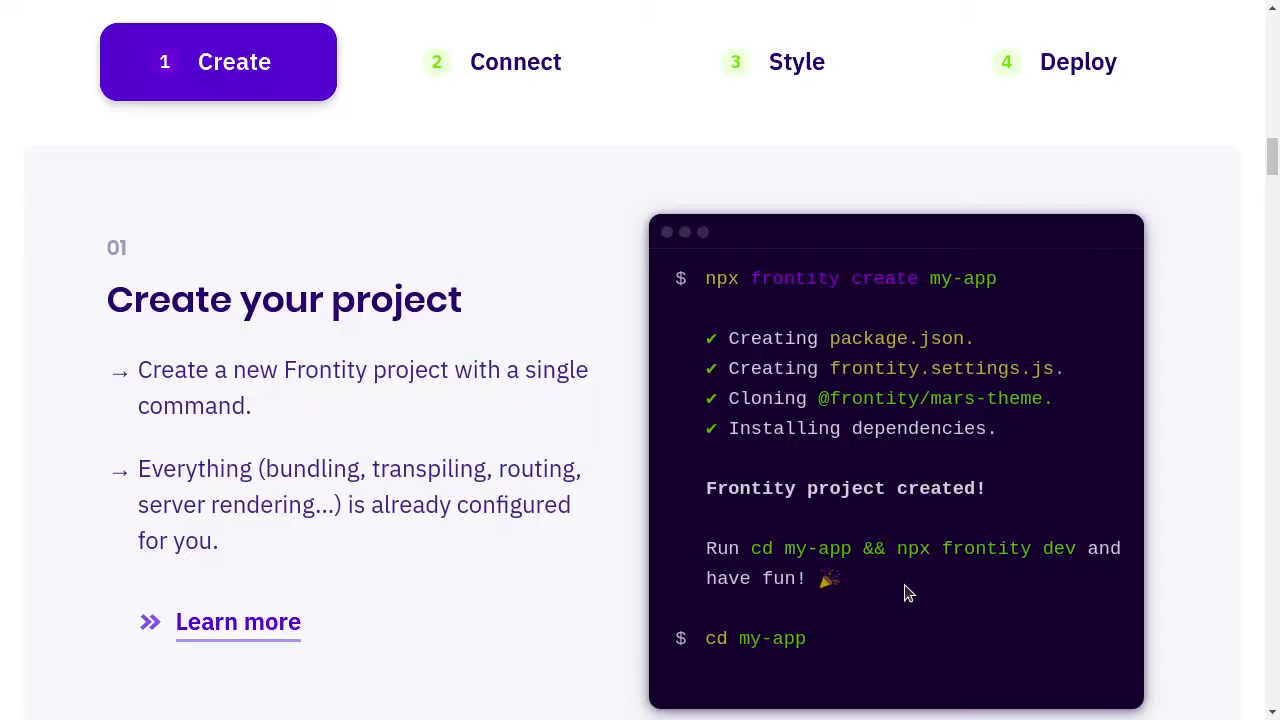 1 Create
2 Connect
3 Style
4 Deploy
01
Create your project
→ Create a new Frontity project with a single
command.
→ Everything (bundling, transpiling, routing,
server rendering...) is already configured
for you.
Learn more
$ npx frontity create my-app
✔ Creating package.json.
✔ Creating frontity.settings.js.
✔ Cloning @frontity/mars-theme.
✔ Installing dependencies.
Frontity project created!
Run cd my-app && npx frontity dev and
have fun! 🎉
$ cd my-app